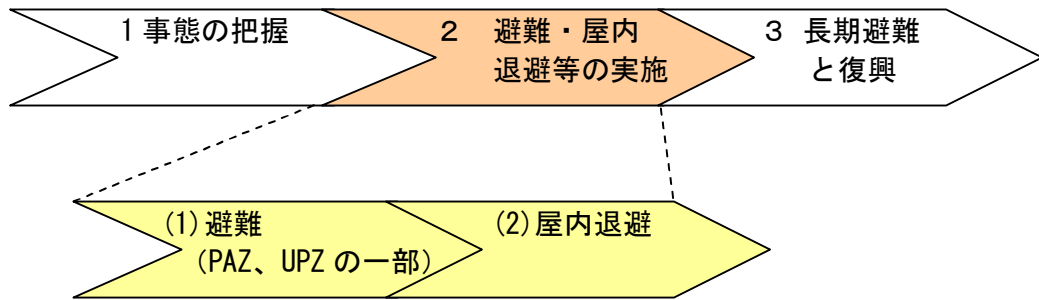 1 事態の把握
２ 避難・屋内
退避等の実施
３ 長期避難
と復興
(1)避難
(PAZ、UPZ の一部)
(2)屋内退避